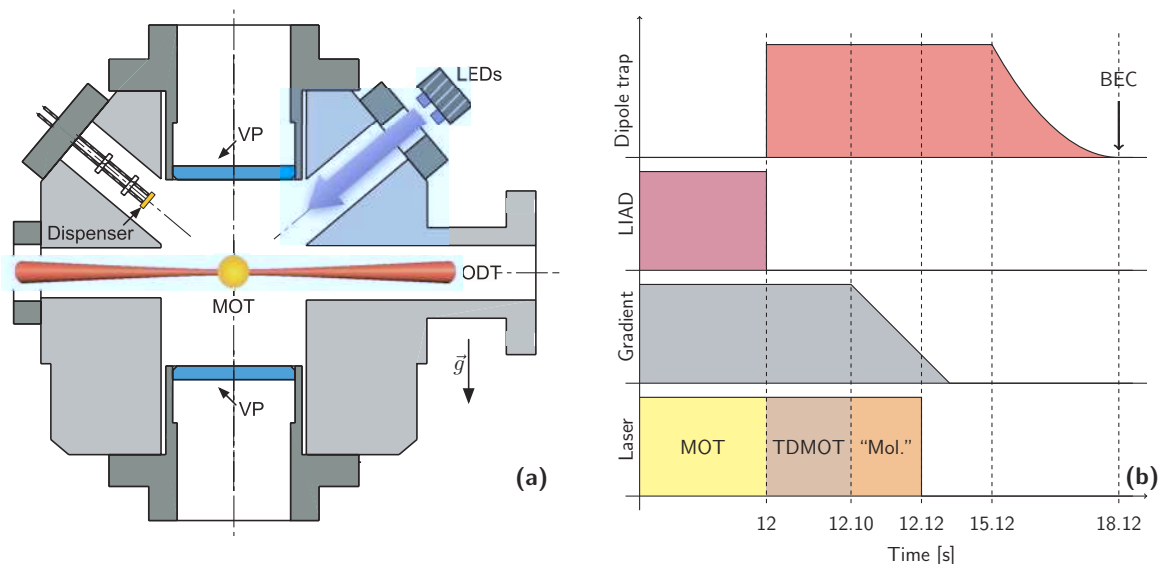 LEDs
VP
Dispenser
ODT
MOT
g⃗
VP
(a)
Dipole trap
BEC
LIAD
Gradient
Laser
MOT
TDMOT
“Mol.”
(b)
12
12.10
12.12
15.12
18.12
Time [s]